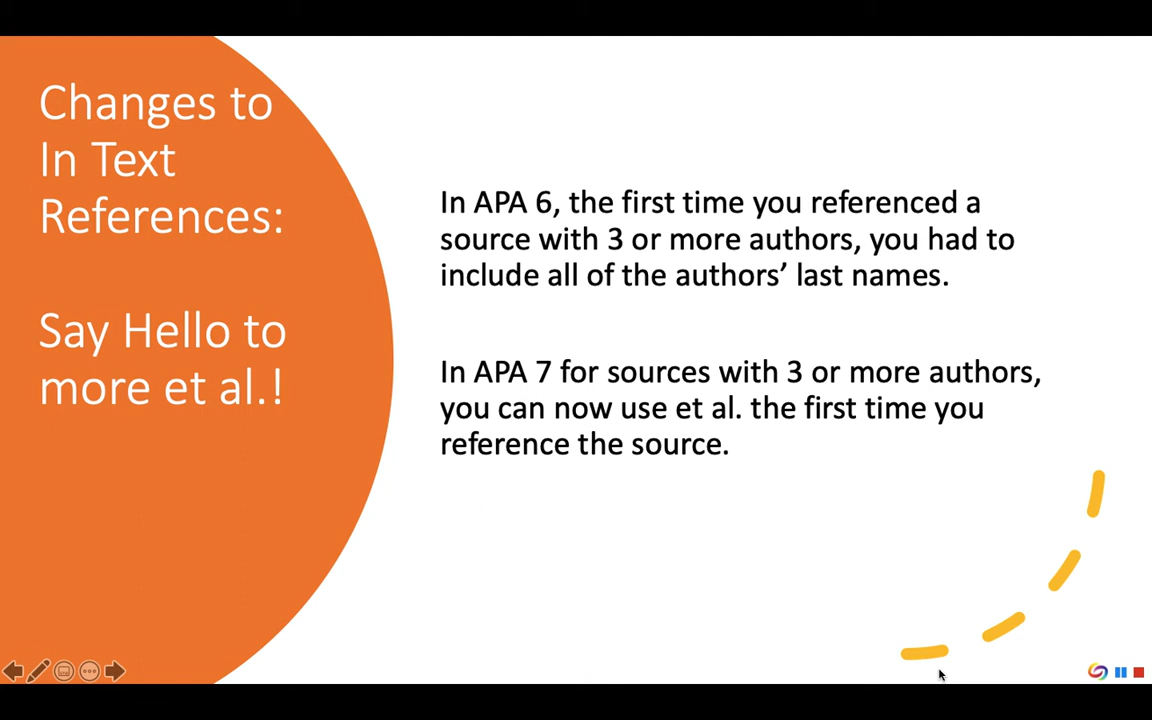 Changes to
In Text
References:
Say Hello to
more et al.!
In APA 6, the first time you referenced a
source with 3 or more authors, you had to
include all of the authors’ last names.
In APA 7 for sources with 3 or more authors,
you can now use et al. the first time you
reference the source.